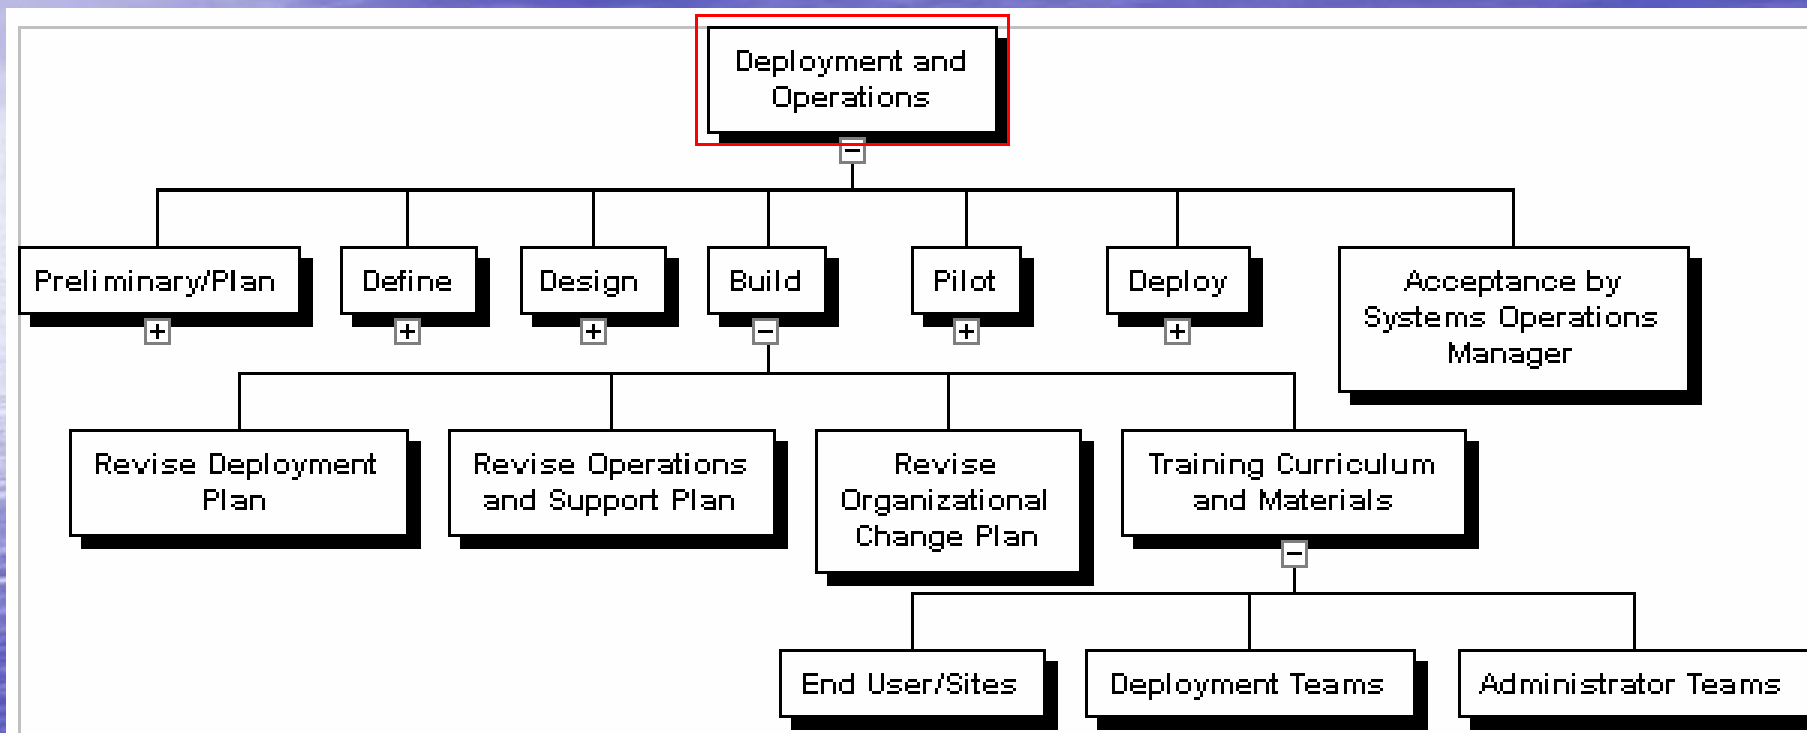 Deployment and
Operations
Preliminary/Plan
Define
Design
Build
Pilot
Deploy
Acceptance by
Systems Operations
Manager
Revise Deployment
Plan
Revise Operations
and Support Plan
Revise
Organizational
Change Plan
Training Curriculum
and Materials
End User/Sites
Deployment Teams
Administrator Teams